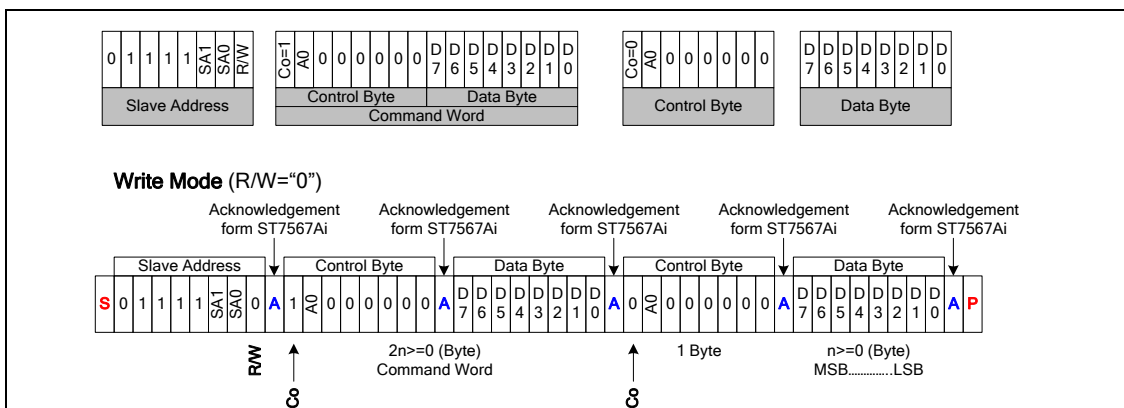 0 1 1 1 1 SA1 SA0 R/W Co=1 A0 0 0 0 0 0 0 D7 D6 D5 D4 D3 D2 D1 D0 Co=0 A0 0 0 0 0 0 0 D7 D6 D5 D4 D3 D2 D1 D0
Slave Address Control Byte Data Byte Control Byte Data Byte
Command Word
Write Mode (R/W="0")
Acknowledgement Acknowledgement Acknowledgement Acknowledgement Acknowledgement
form ST7567Ai form ST7567Ai form ST7567Ai form ST7567Ai form ST7567Ai
Slave Address Control Byte Data Byte Control Byte Data Byte
S 0 1 1 1 1 SA1 SA0 0 A 1 A0 0 0 0 0 0 0 A D7 D6 D5 D4 D3 D2 D1 D0 A 0 A0 0 0 0 0 0 0 A D7 D6 D5 D4 D3 D2 D1 D0 A P
R/W 2n>=0 (Byte) 1 Byte n>=0 (Byte)
Command Word MSB..............LSB
Co Co